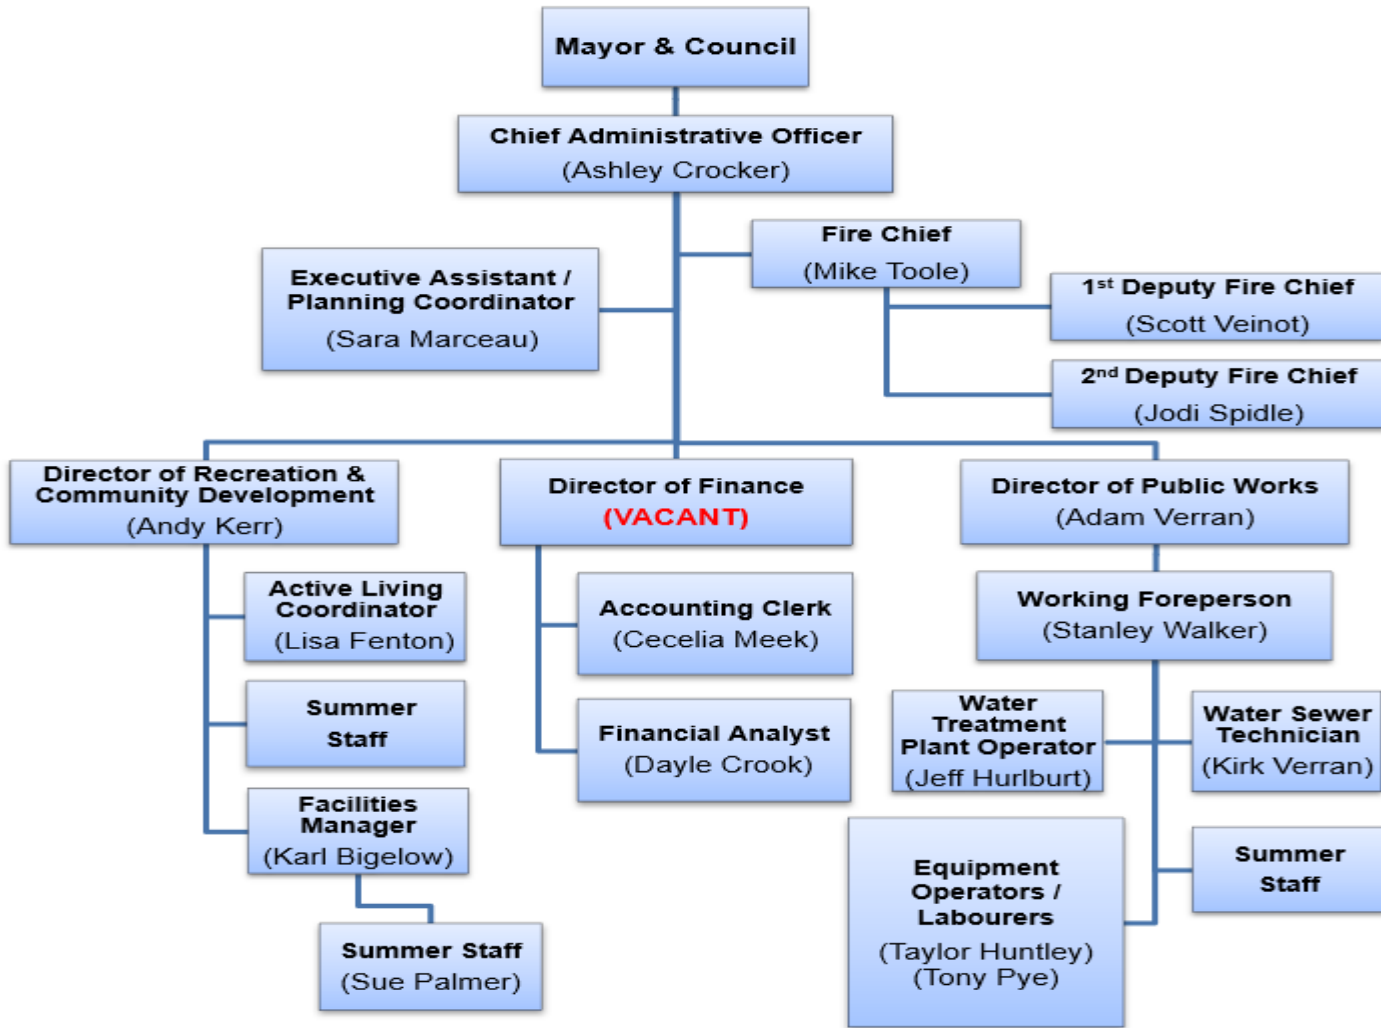 Mayor & Council
Chief Administrative Officer
(Ashley Crocker)
Fire Chief
(Mike Toole)
Executive Assistant /
Planning Coordinator
(Sara Marceau)
1st Deputy Fire Chief
(Scott Veinot)
2nd Deputy Fire Chief
(Jodi Spidle)
Director of Recreation &
Community Development
(Andy Kerr)
Director of Finance
(VACANT)
Director of Public Works
(Adam Verran)
Active Living
Coordinator
(Lisa Fenton)
Summer
Staff
Facilities
Manager
(Karl Bigelow)
Summer Staff
(Sue Palmer)
Accounting Clerk
(Cecelia Meek)
Financial Analyst
(Dayle Crook)
Working Foreperson
(Stanley Walker)
Water
Treatment
Plant Operator
(Jeff Hurlburt)
Water Sewer
Technician
(Kirk Verran)
Equipment
Operators /
Labourers
(Taylor Huntley)
(Tony Pye)
Summer
Staff